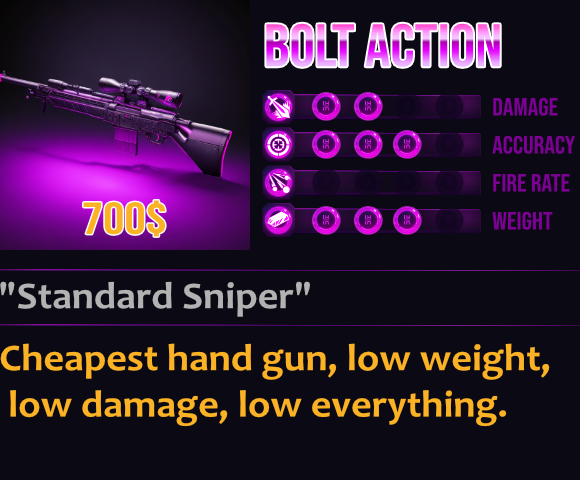 BOLT ACTION
DAMAGE
ACCURACY
FIRE RATE
WEIGHT
700$
"Standard Sniper"
Cheapest hand gun, low weight,
low damage, low everything.